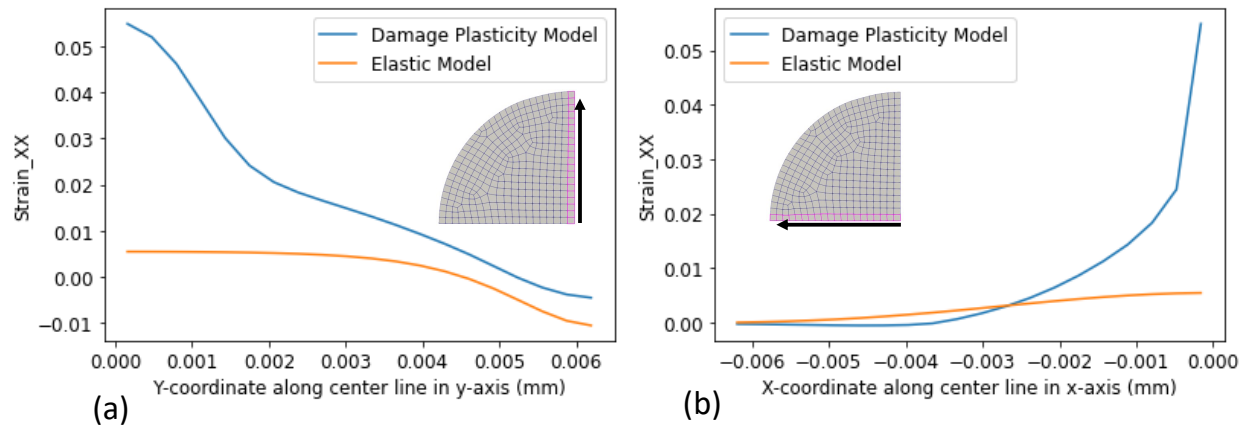 Damage Plasticity Model
Elastic Model
0.05
0.04
0.03
0.02
0.01
0.00
−0.01
Strain_XX
0.000 0.001 0.002 0.003 0.004 0.005 0.006
Y-coordinate along center line in y-axis (mm)
(a)
Damage Plasticity Model
Elastic Model
0.05
0.04
0.03
0.02
0.01
0.00
Strain_XX
−0.006 −0.005 −0.004 −0.003 −0.002 −0.001 0.000
X-coordinate along center line in x-axis (mm)
(b)